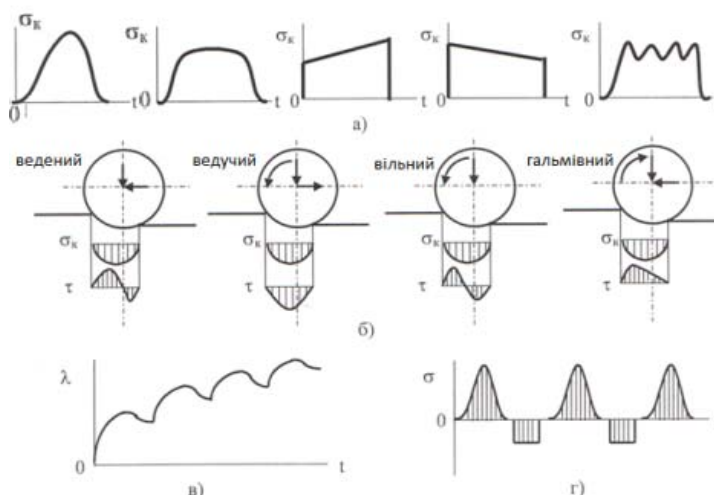 σк σк σк σк σк
0 t 0 t 0 t 0 t 0 t
а)
ведений ведучий вільний гальмівний
σк σк σк σк
τ τ τ τ
б)
λ σ
0 t 0
в) г)